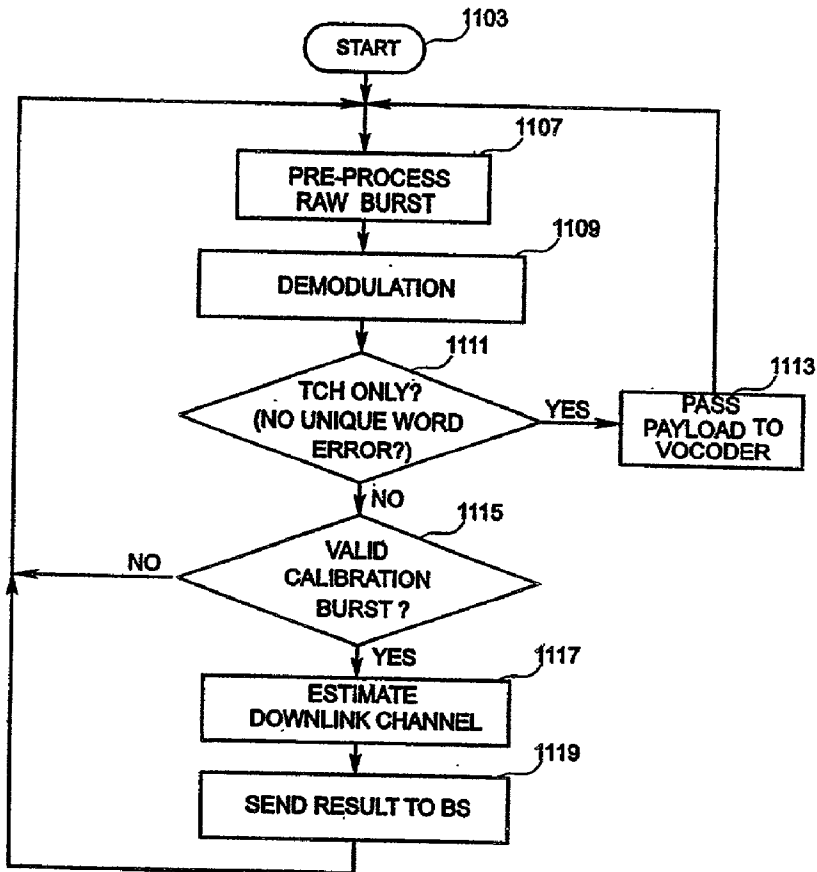 1103
START
1107
PRE-PROCESS
RAW BURST
1109
DEMODULATION
1111
TCH ONLY?
(NO UNIQUE WORD
ERROR?)
YES
1113
PASS
PAYLOAD TO
VOCODER
NO
1115
VALID
CALIBRATION
BURST ?
NO
YES
1117
ESTIMATE
DOWNLINK CHANNEL
1119
SEND RESULT TO BS